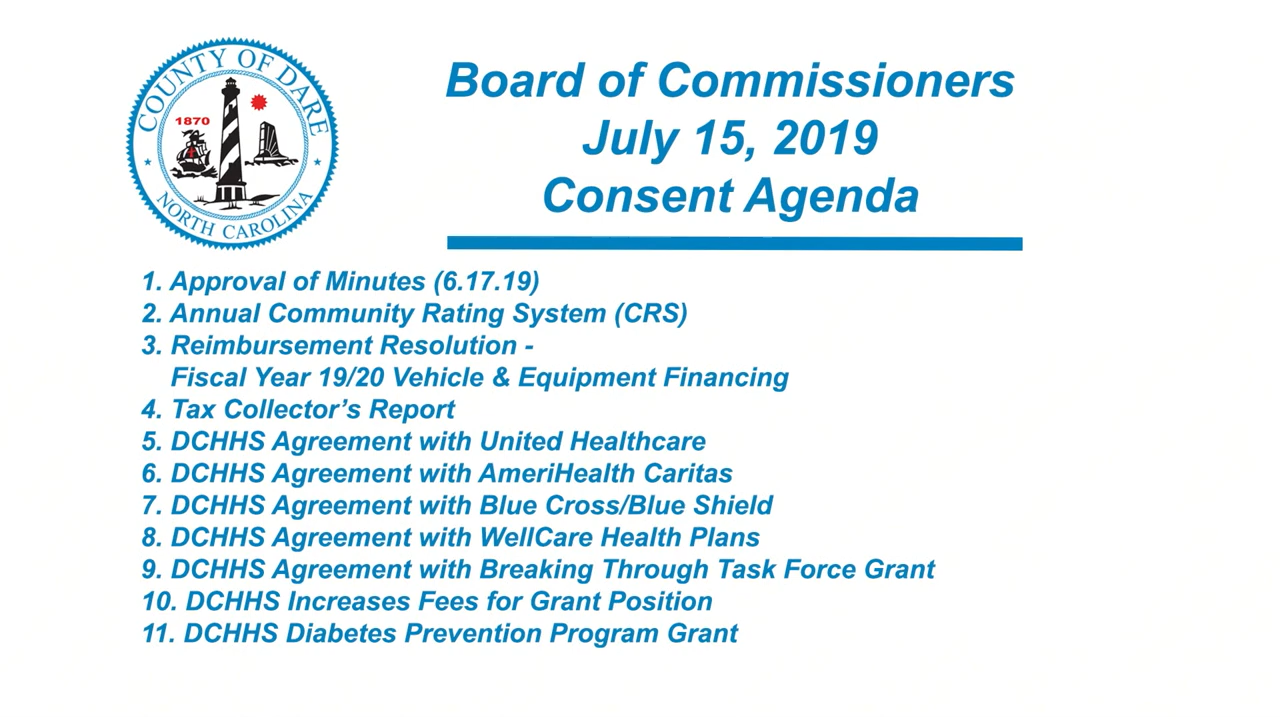 COUNTY OF DARE
1870
NORTH CAROLINA
Board of Commissioners
July 15, 2019
Consent Agenda
1. Approval of Minutes (6.17.19)
2. Annual Community Rating System (CRS)
3. Reimbursement Resolution -
Fiscal Year 19/20 Vehicle & Equipment Financing
4. Tax Collector’s Report
5. DCHHS Agreement with United Healthcare
6. DCHHS Agreement with AmeriHealth Caritas
7. DCHHS Agreement with Blue Cross/Blue Shield
8. DCHHS Agreement with WellCare Health Plans
9. DCHHS Agreement with Breaking Through Task Force Grant
10. DCHHS Increases Fees for Grant Position
11. DCHHS Diabetes Prevention Program Grant